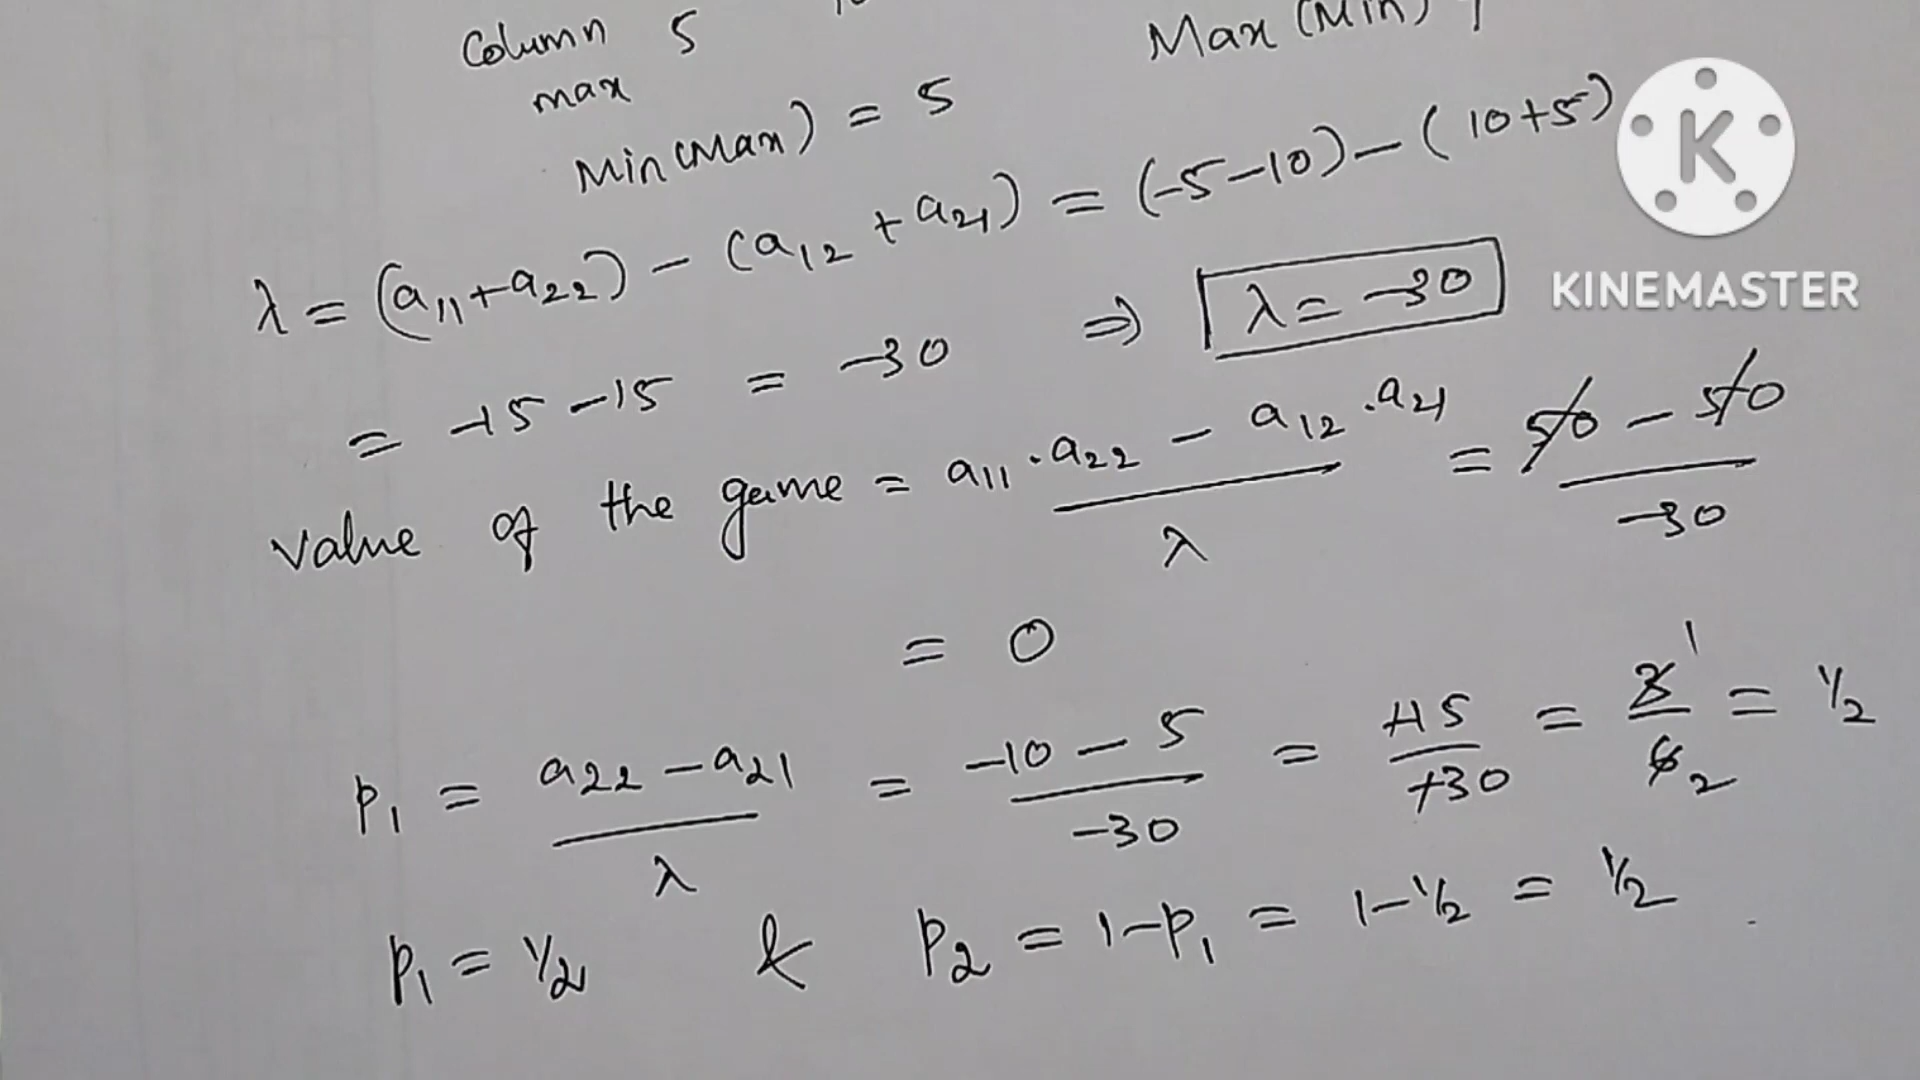 Column 5
max Max (Min)
Min(Max) = 5
λ = (a11+a22) - (a12 + a21) = (-5-10) - (10+5)
= -15 -15 = -30 ⇒ λ = -30
value of the game = a11 . a22 - a12 . a21 / λ = 50 - 50 / -30
= 0
P1 = a22 - a21 / λ = -10 - 5 / -30 = +15 / +30 = 3 1 / 6 2 = 1/2
P1 = 1/2 & P2 = 1-P1 = 1-1/2 = 1/2
K
KINEMASTER